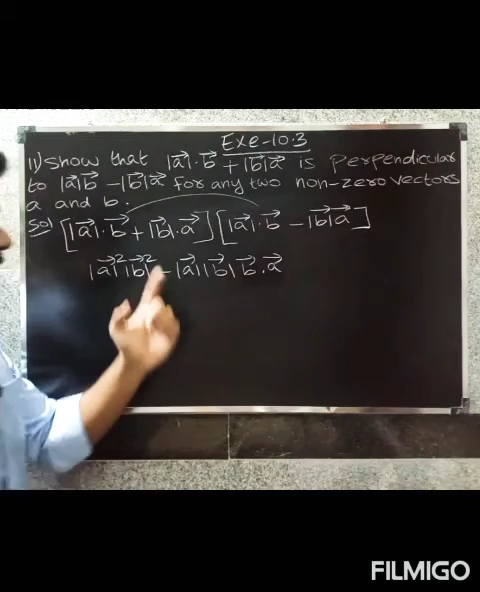 Exe-10.3
11) Show that |a⃗|·b⃗ + |b⃗|a⃗ is perpendicular
to |a⃗|b⃗ - |b⃗|a⃗ for any two non-zero vectors
a and b.
Sol) [|a⃗|·b⃗ + |b⃗|·a⃗] [|a⃗|·b⃗ - |b⃗|a⃗]
|a⃗|²|b⃗|² - |a⃗||b⃗| b⃗·a⃗
FILMIGO